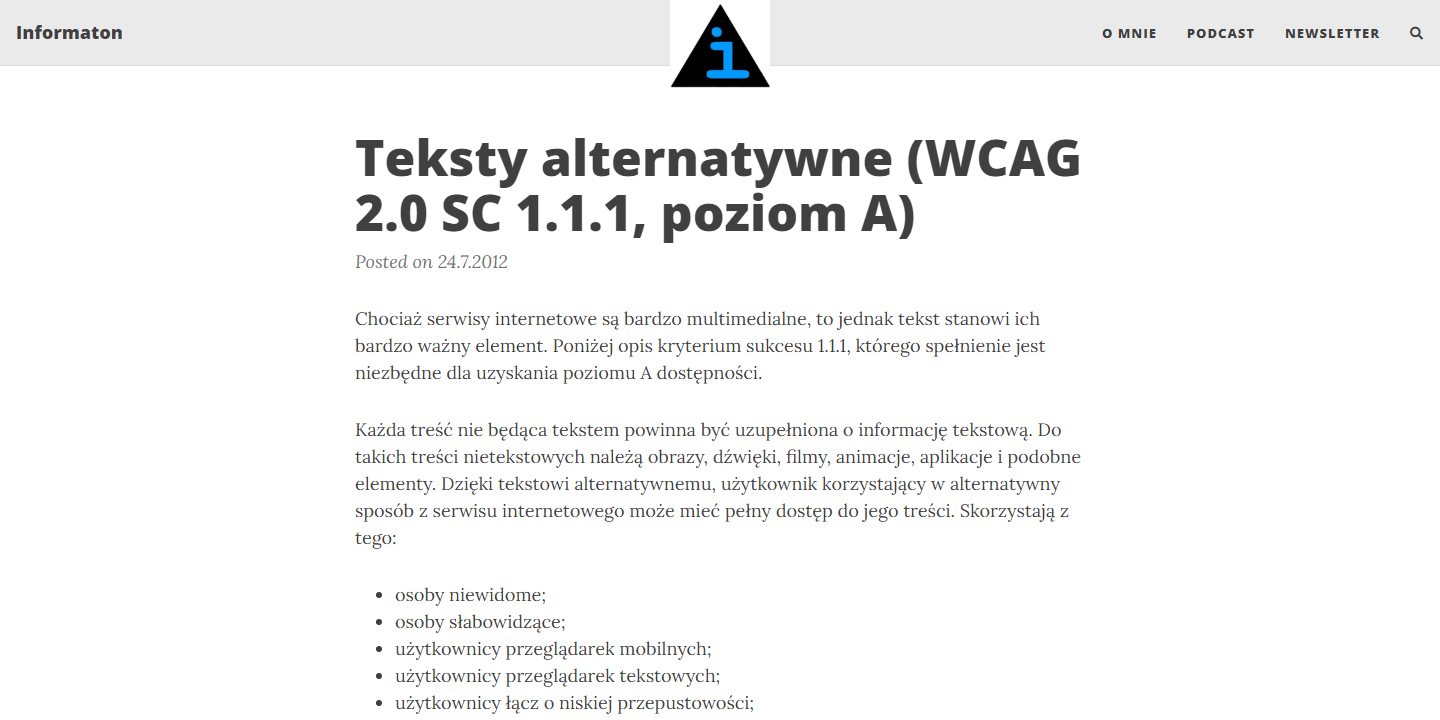 Informaton
i
O MNIE
PODCAST
NEWSLETTER
Teksty alternatywne (WCAG
2.0 SC 1.1.1, poziom A)
Posted on 24.7.2012
Chociaż serwisy internetowe są bardzo multimedialne, to jednak tekst stanowi ich
bardzo ważny element. Poniżej opis kryterium sukcesu 1.1.1, którego spełnienie jest
niezbędne dla uzyskania poziomu A dostępności.
Każda treść nie będąca tekstem powinna być uzupełniona o informację tekstową. Do
takich treści nietekstowych należą obrazy, dźwięki, filmy, animacje, aplikacje i podobne
elementy. Dzięki tekstowi alternatywnemu, użytkownik korzystający w alternatywny
sposób z serwisu internetowego może mieć pełny dostęp do jego treści. Skorzystają z
tego:
• osoby niewidome;
• osoby słabowidzące;
• użytkownicy przeglądarek mobilnych;
• użytkownicy przeglądarek tekstowych;
• użytkownicy łącz o niskiej przepustowości;